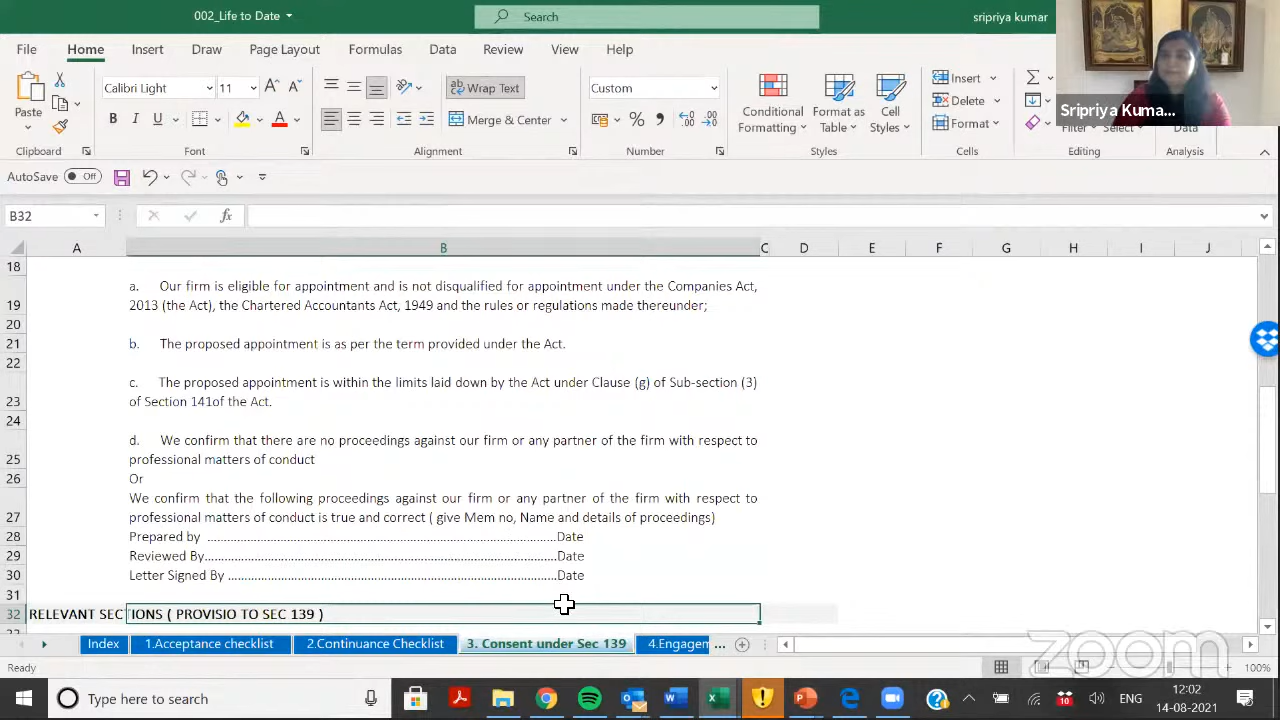 002_Life to Date
Search
sripriya kumar
File Home Insert Draw Page Layout Formulas Data Review View Help
Calibri Light 11
Wrap Text
Custom
Paste
Merge & Center
Conditional Formatting
Format as Table
Cell Styles
Insert
Delete
Format
Filter
Select
Data
Clipboard Font Alignment Number Styles Cells Editing Analysis
Sripriya Kuma...
AutoSave Off
B32
fx
A B C D E F G H I J
18
a. Our firm is eligible for appointment and is not disqualified for appointment under the Companies Act,
19 2013 (the Act), the Chartered Accountants Act, 1949 and the rules or regulations made thereunder;
20
21 b. The proposed appointment is as per the term provided under the Act.
22
c. The proposed appointment is within the limits laid down by the Act under Clause (g) of Sub-section (3)
23 of Section 141of the Act.
24
d. We confirm that there are no proceedings against our firm or any partner of the firm with respect to
25 professional matters of conduct
26 Or
We confirm that the following proceedings against our firm or any partner of the firm with respect to
27 professional matters of conduct is true and correct ( give Mem no, Name and details of proceedings)
28 Prepared by ....................................................................................Date
29 Reviewed By.....................................................................................Date
30 Letter Signed By ...............................................................................Date
31
32 RELEVANT SECTIONS ( PROVISIO TO SEC 139 )
Index 1.Acceptance checklist 2.Continuance Checklist 3. Consent under Sec 139 4.Engagem ...
Ready
100%
zoom
Type here to search
10
ENG
12:02
14-08-2021